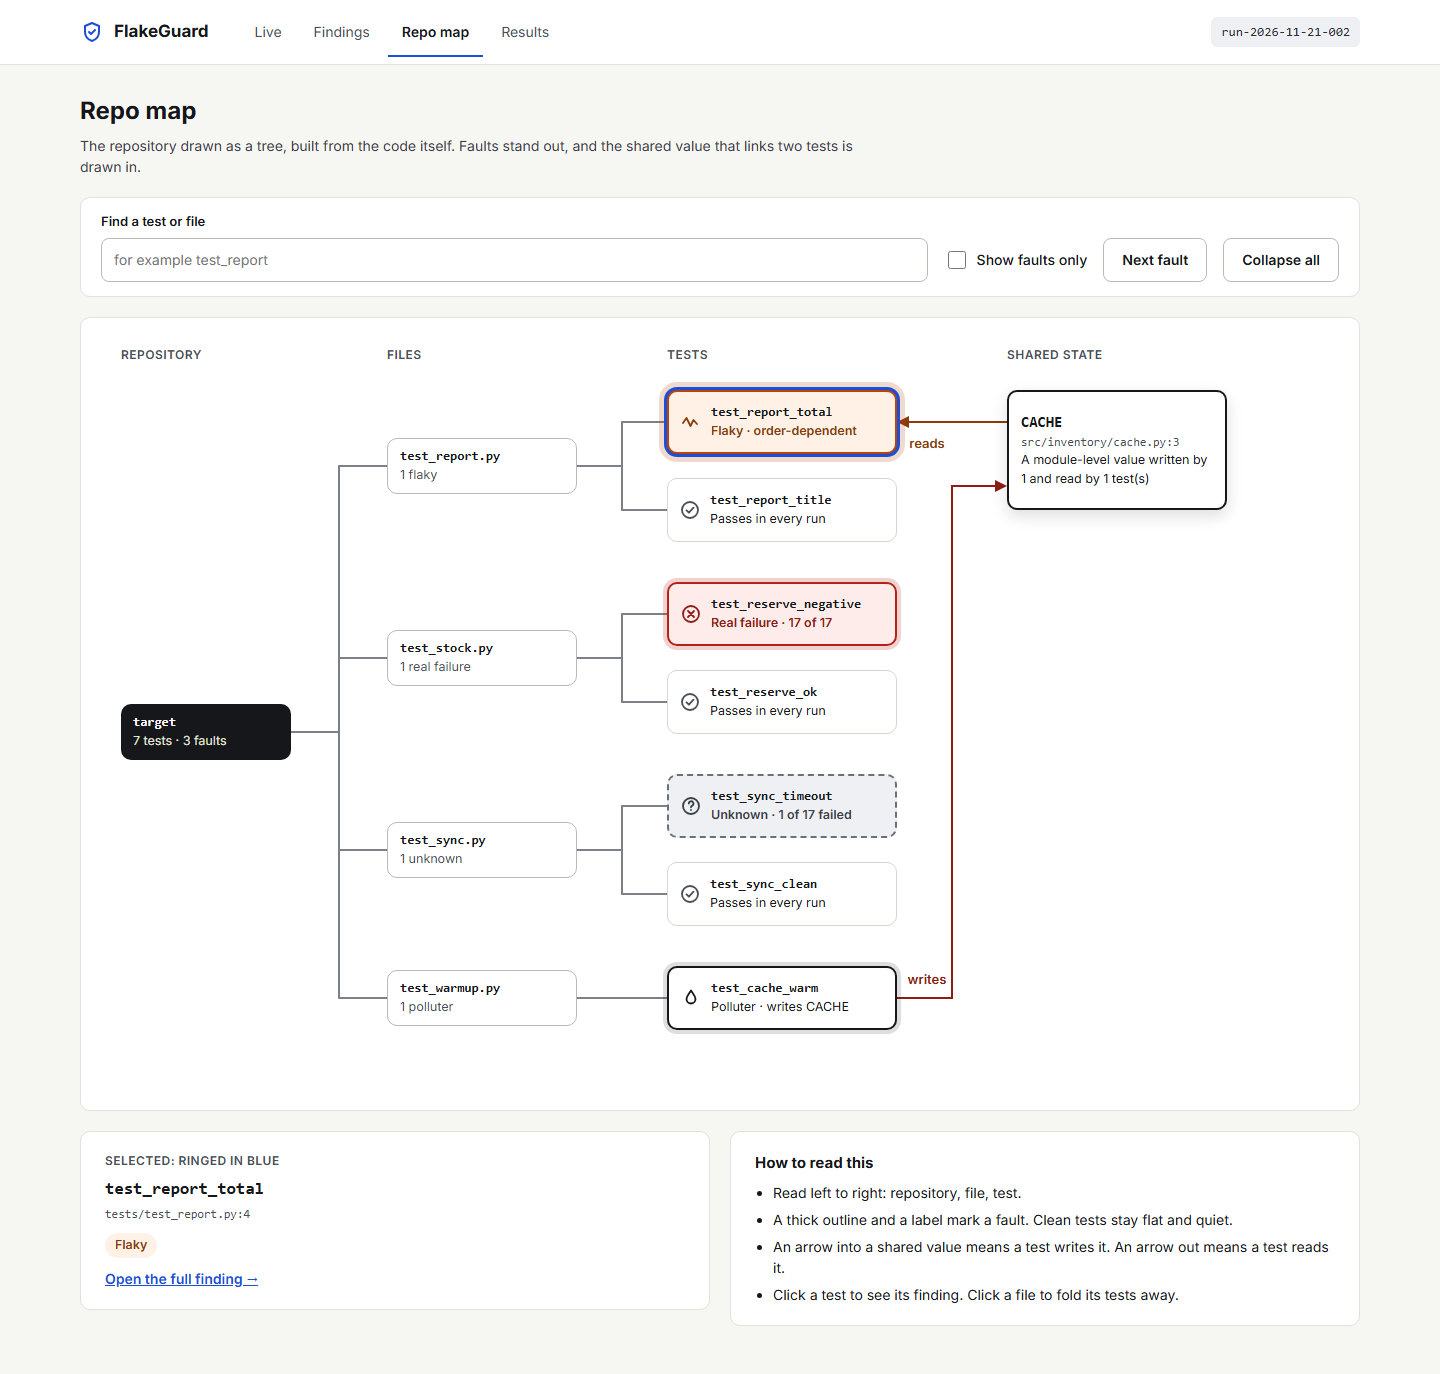 FlakeGuard
Live
Findings
Repo map
Results
run-2026-11-21-002
Repo map
The repository drawn as a tree, built from the code itself. Faults stand out, and the shared value that links two tests is
drawn in.
Find a test or file
for example test_report
Show faults only
Next fault
Collapse all
REPOSITORY
FILES
TESTS
SHARED STATE
test_report_total
Flaky · order-dependent
reads
CACHE
src/inventory/cache.py:3
A module-level value written by
1 and read by 1 test(s)
test_report.py
1 flaky
test_report_title
Passes in every run
test_reserve_negative
Real failure · 17 of 17
test_stock.py
1 real failure
test_reserve_ok
Passes in every run
target
7 tests · 3 faults
test_sync_timeout
Unknown · 1 of 17 failed
test_sync.py
1 unknown
test_sync_clean
Passes in every run
test_warmup.py
1 polluter
test_cache_warm
Polluter · writes CACHE
writes
SELECTED: RINGED IN BLUE
test_report_total
tests/test_report.py:4
Flaky
Open the full finding →
How to read this
• Read left to right: repository, file, test.
• A thick outline and a label mark a fault. Clean tests stay flat and quiet.
• An arrow into a shared value means a test writes it. An arrow out means a test reads
it.
• Click a test to see its finding. Click a file to fold its tests away.